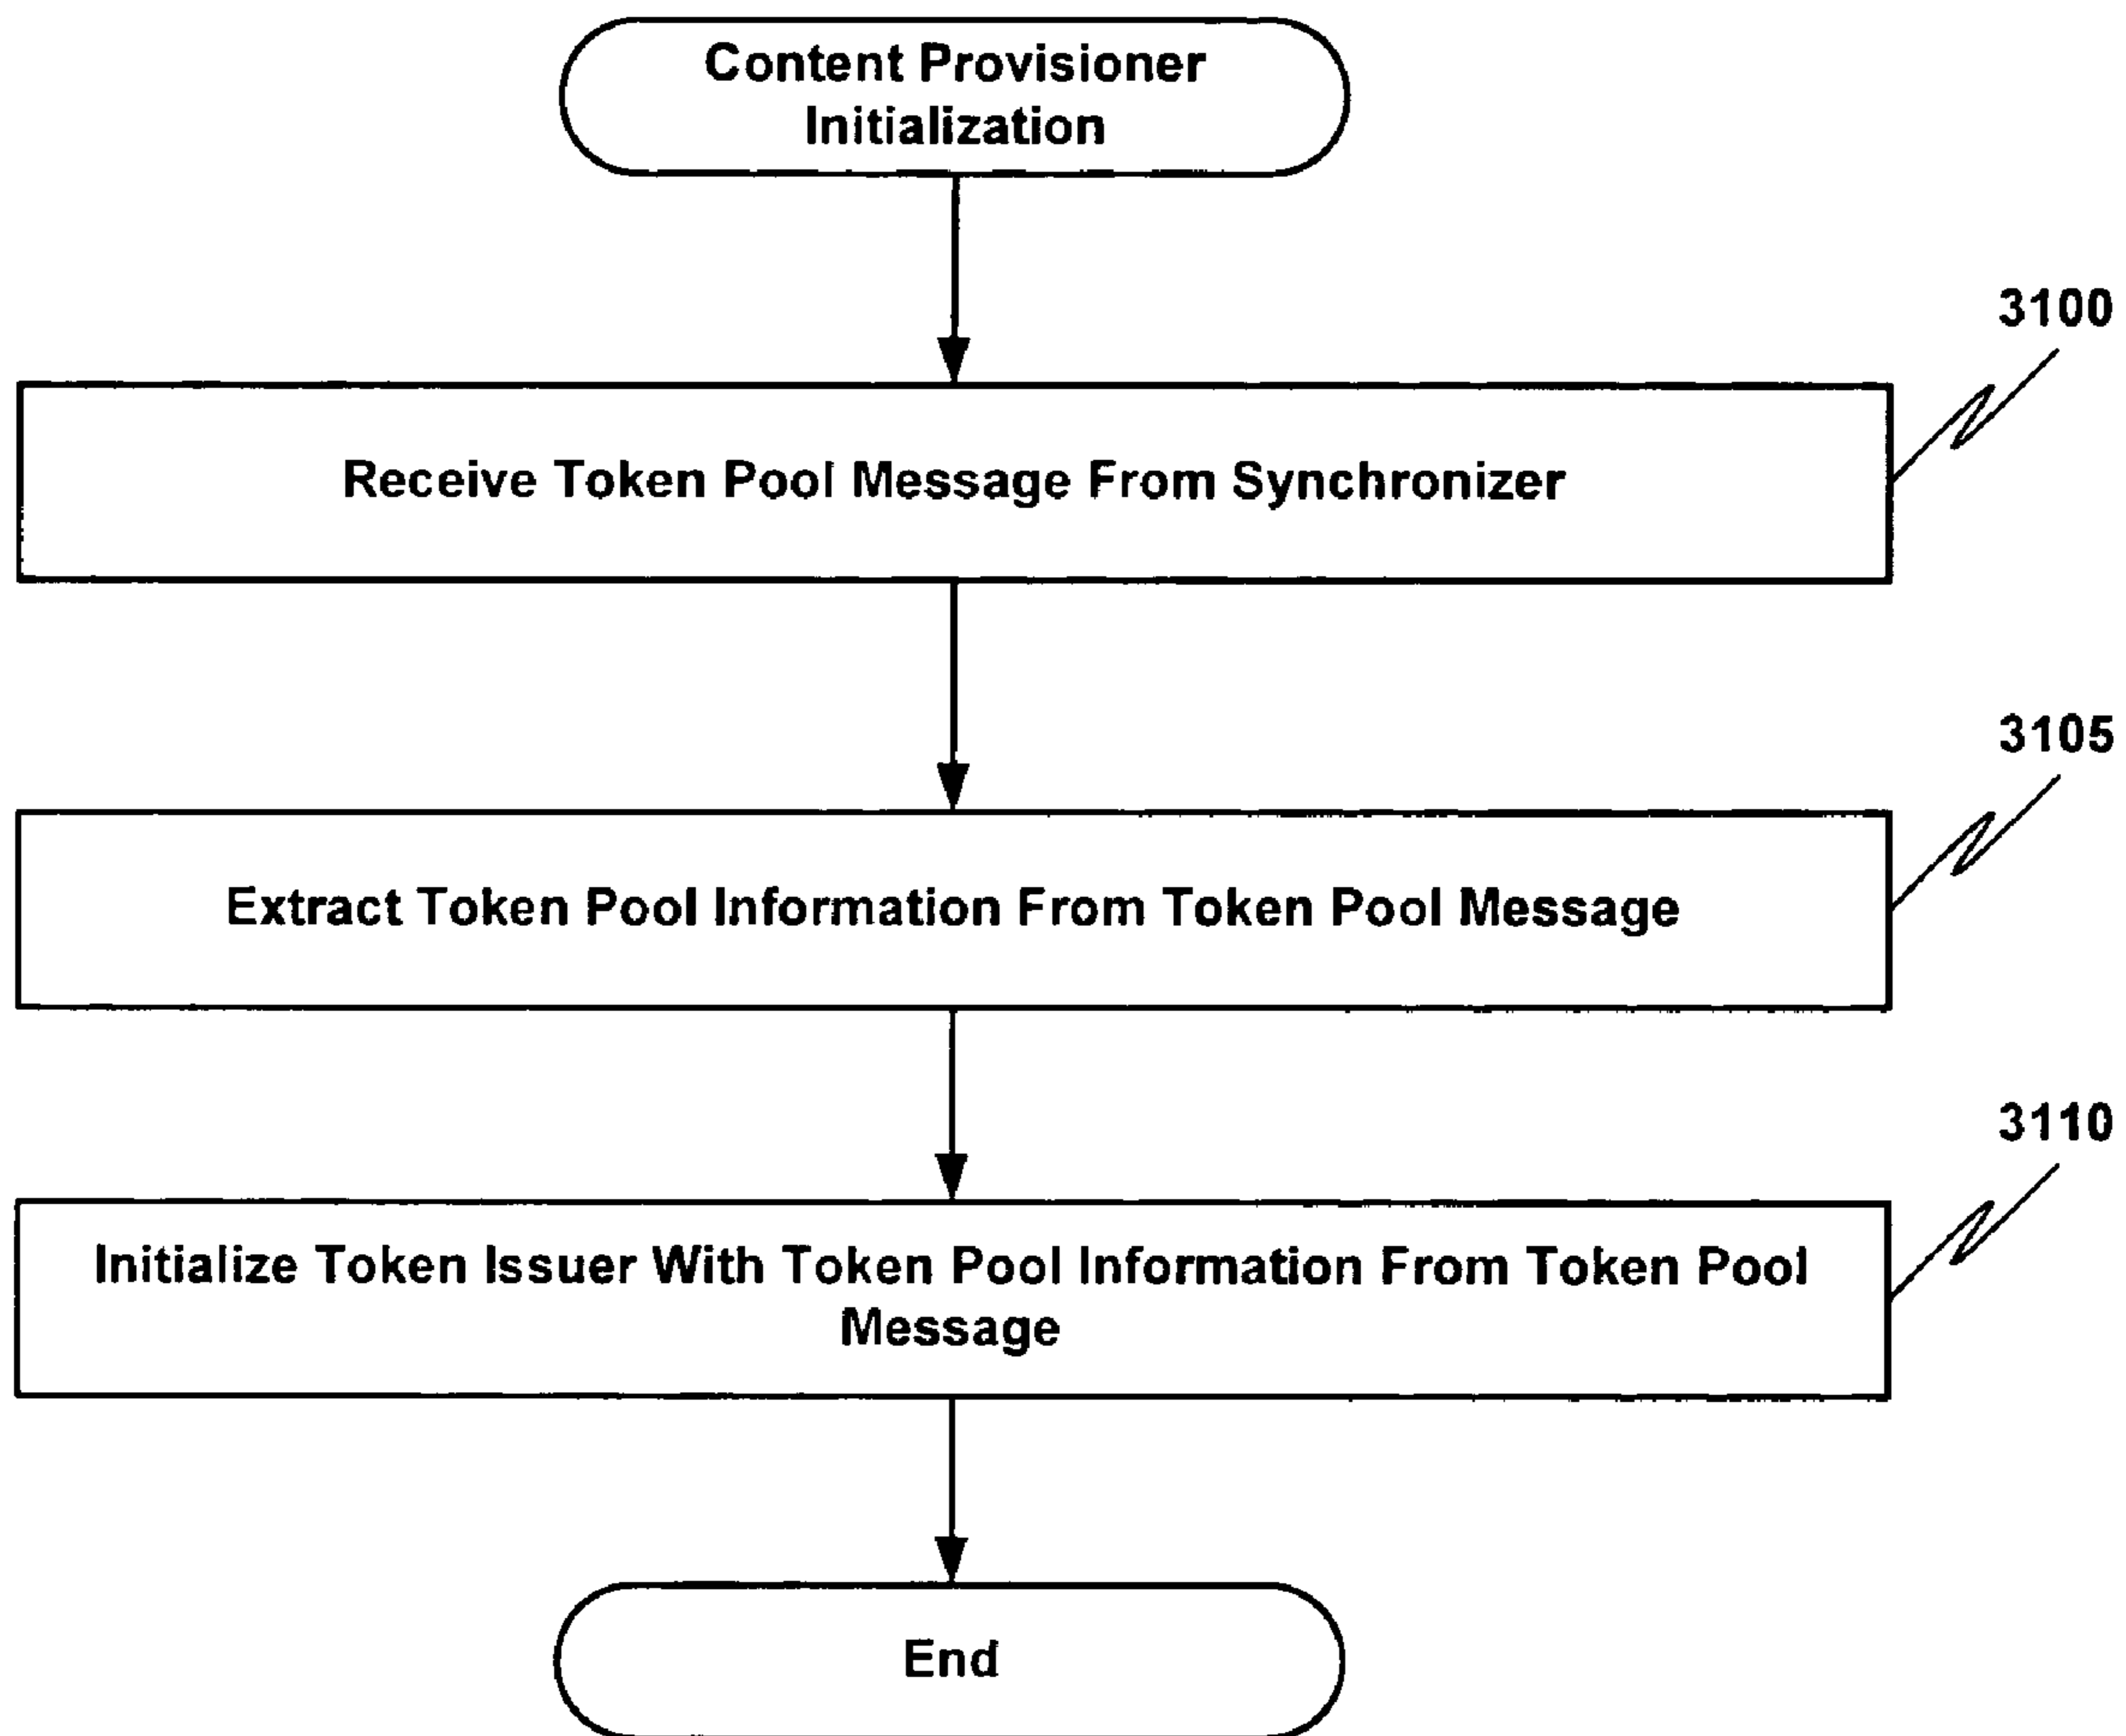 Content Provisioner
Initialization
3100
Receive Token Pool Message From Synchronizer
3105
Extract Token Pool Information From Token Pool Message
3110
Initialize Token Issuer With Token Pool Information From Token Pool
Message
End